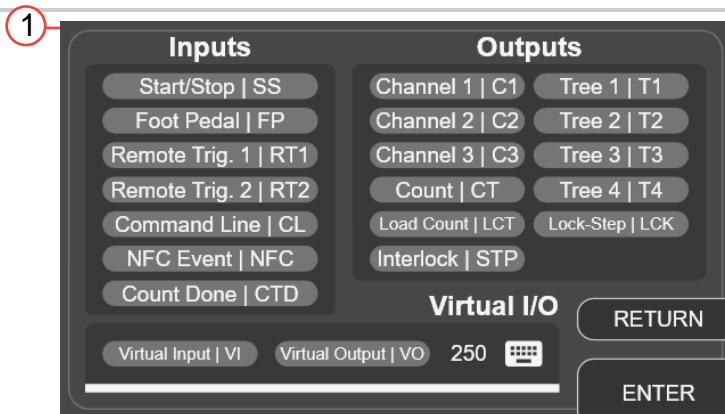 1
Inputs
Start/Stop | SS
Foot Pedal | FP
Remote Trig. 1 | RT1
Remote Trig. 2 | RT2
Command Line | CL
NFC Event | NFC
Count Done | CTD
Outputs
Channel 1 | C1 Tree 1 | T1
Channel 2 | C2 Tree 2 | T2
Channel 3 | C3 Tree 3 | T3
Count | CT Tree 4 | T4
Load Count | LCT Lock-Step | LCK
Interlock | STP
Virtual I/O
Virtual Input | VI Virtual Output | VO 250
RETURN
ENTER